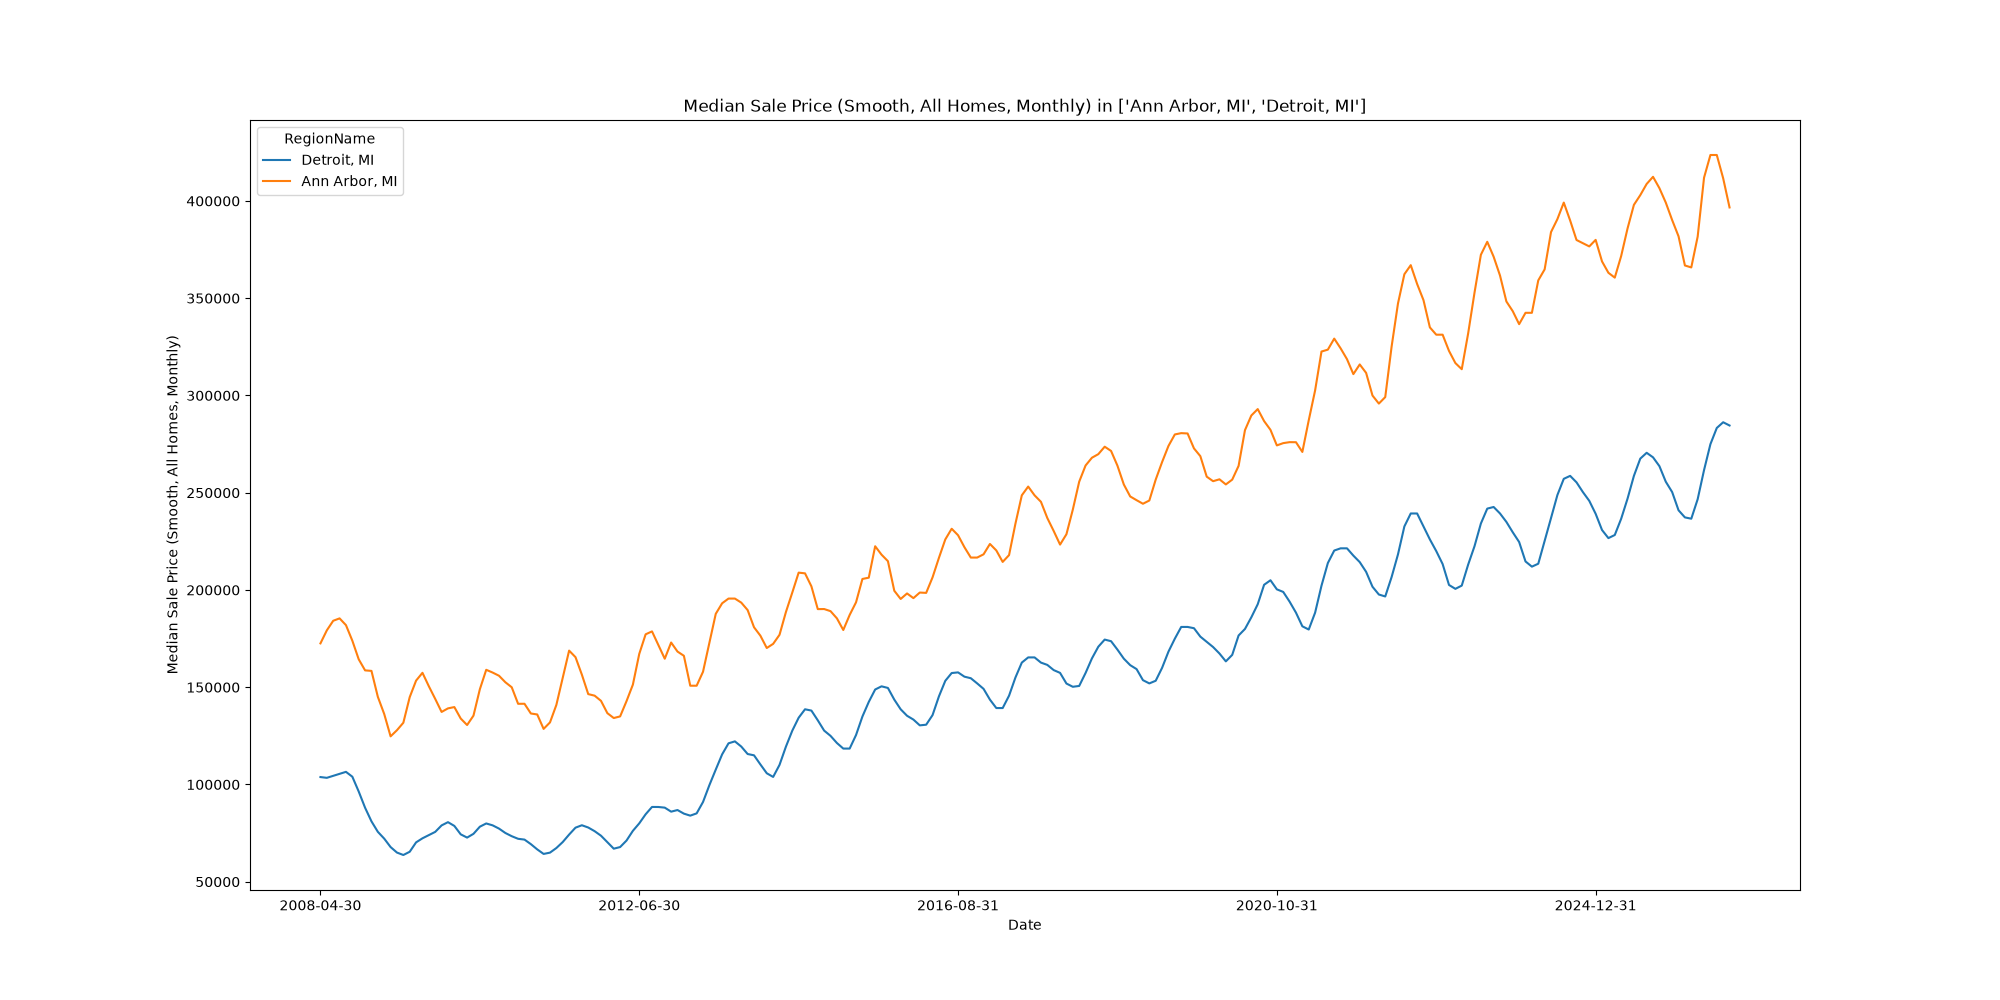 Median Sale Price (Smooth, All Homes, Monthly) in ['Ann Arbor, MI', 'Detroit, MI']
RegionName
Detroit, MI
Ann Arbor, MI
Median Sale Price (Smooth, All Homes, Monthly)
400000
350000
300000
250000
200000
150000
100000
50000
2008-04-30
2012-06-30
2016-08-31
2020-10-31
2024-12-31
Date